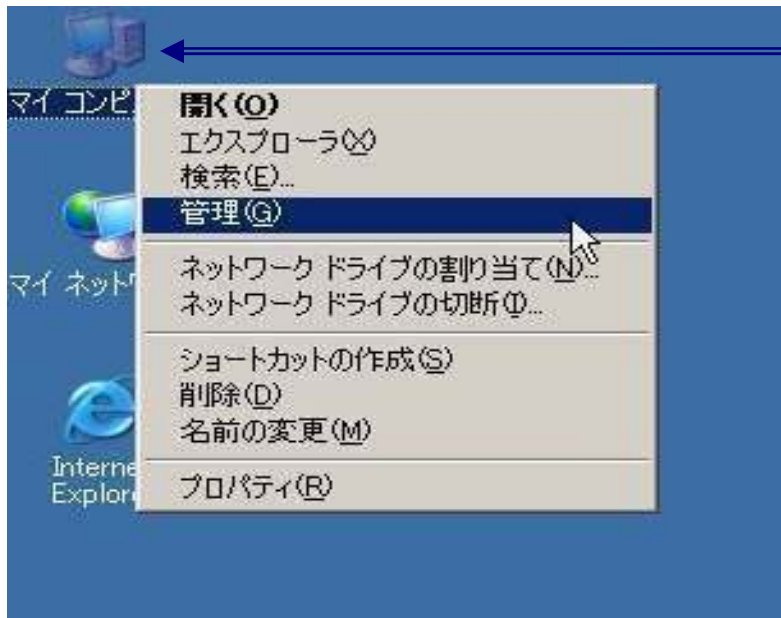 マイ コンピ
開く(O)
エクスプローラ(X)
検索(E)...
管理(G)
マイ ネットワ
ネットワーク ドライブの割り当て(N)...
ネットワーク ドライブの切断(I)...
ショートカットの作成(S)
削除(D)
名前の変更(M)
Interne
Explore
プロパティ(R)